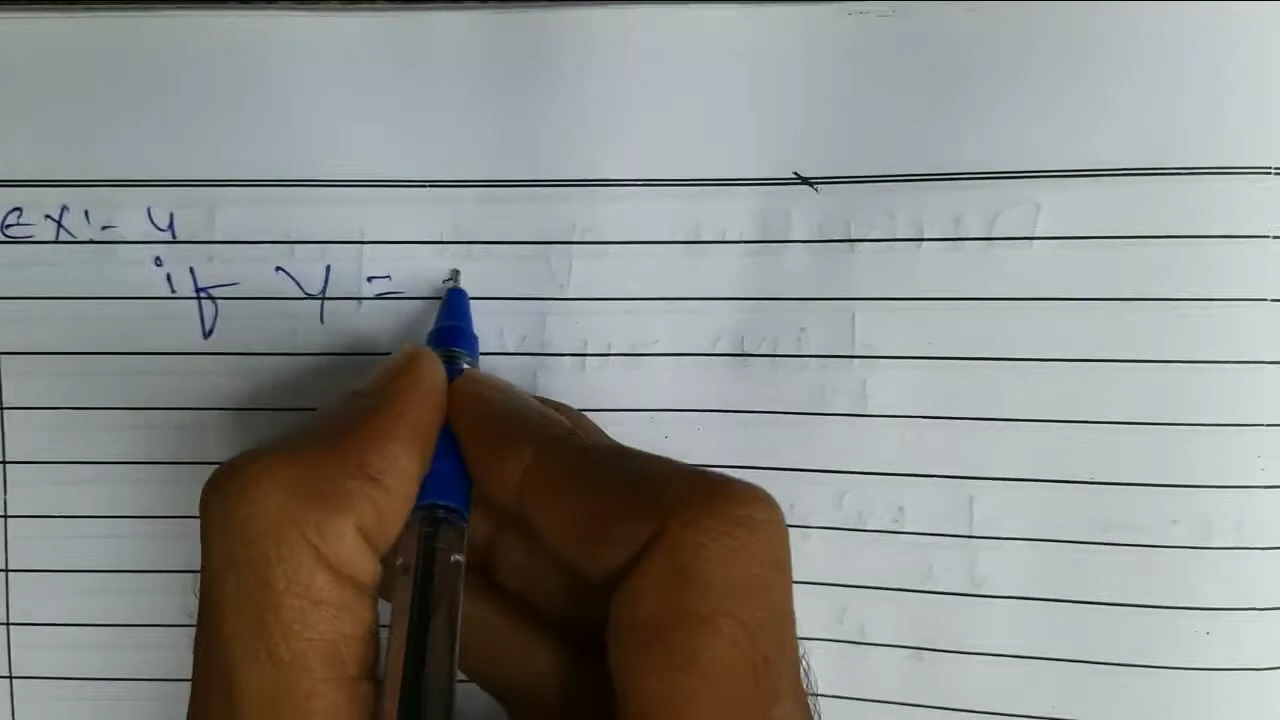 EX:- 4
if y =